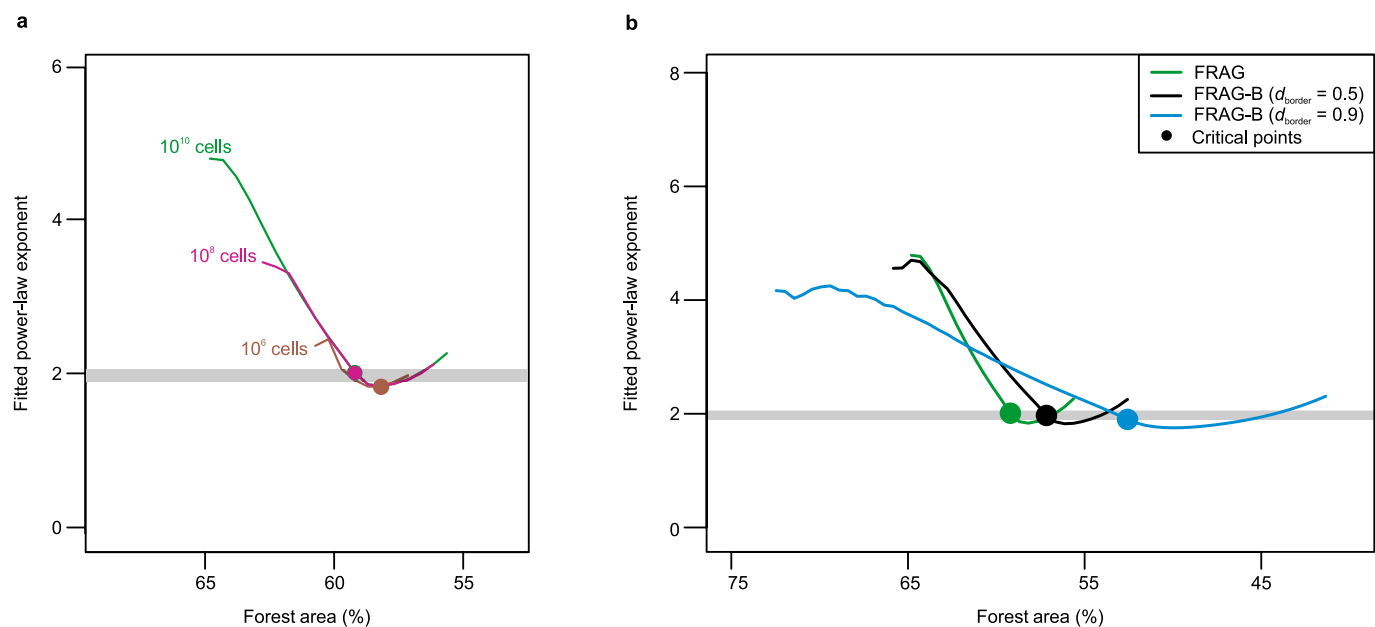 a
6
4
2
0
65 60 55
Forest area (%)
Fitted power-law exponent
10¹⁰ cells
10⁸ cells
10⁶ cells
b
8
6
4
2
0
75 65 55 45
Forest area (%)
Fitted power-law exponent
FRAG
FRAG-B (d_border = 0.5)
FRAG-B (d_border = 0.9)
Critical points